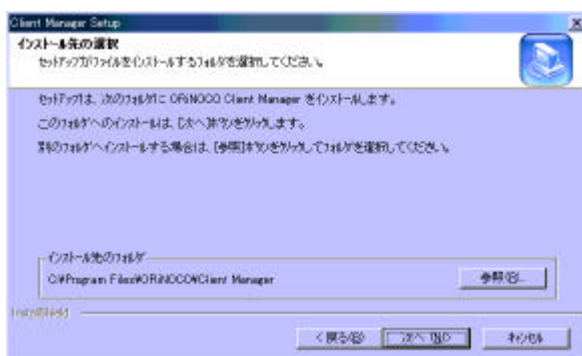 Client Manager Setup
インストール先の選択
セットアップがファイルをインストールするフォルダを選択してください。
セットアップは、次のフォルダに ORiNOCO Client Manager をインストールします。
このフォルダへのインストールは、[次へ]ボタンをクリックします。
別のフォルダへインストールする場合は、[参照]ボタンをクリックしてフォルダを選択してください。
インストール先のフォルダ
C:¥Program Files¥ORiNOCO¥Client Manager
参照(R)...
InstallShield
< 戻る(B)
次へ(N)>
キャンセル